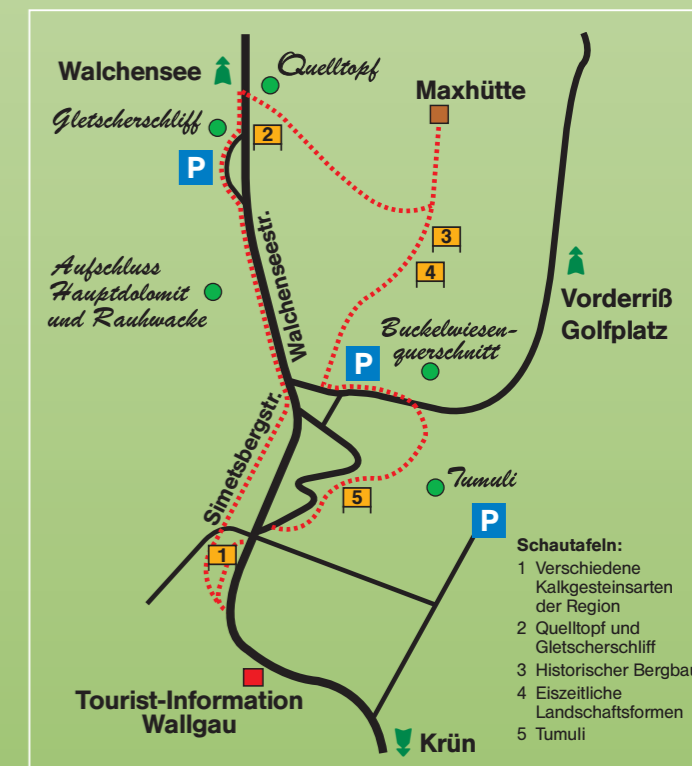 Walchensee
Quelltopf
Maxhütte
Gletscherschliff
2
P
3
4
Aufschluss
Hauptdolomit
und Rauhwacke
Walchenseestr.
Vorderriß
Golfplatz
Buckelwiesen-
querschnitt
P
Simetsbergstr.
Tumuli
5
P
1
Schautafeln:
1 Verschiedene
Kalkgesteinsarten
der Region
2 Quelltopf und
Gletscherschliff
3 Historischer Bergbau
4 Eiszeitliche
Landschaftsformen
5 Tumuli
Tourist-Information
Wallgau
Krün